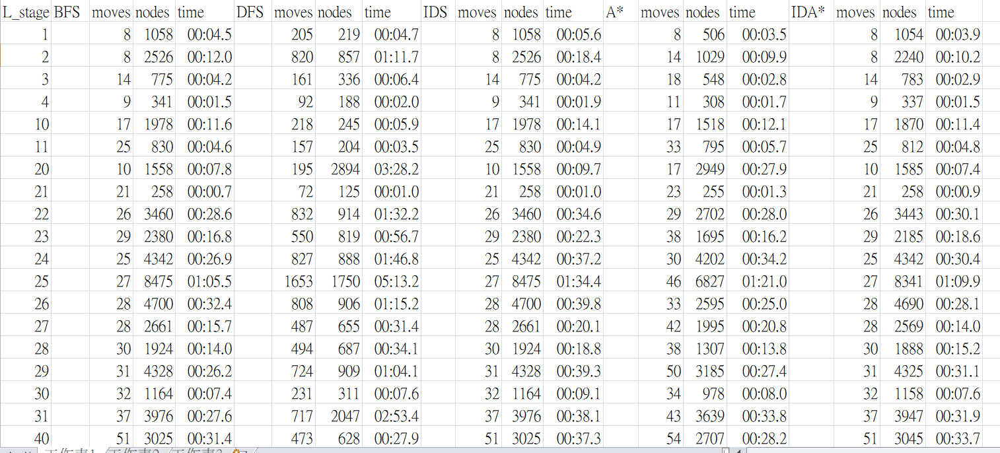 L_stage BFS moves nodes time DFS moves nodes time IDS moves nodes time A* moves nodes time IDA* moves nodes time
1 8 1058 00:04.5 205 219 00:04.7 8 1058 00:05.6 8 506 00:03.5 8 1054 00:03.9
2 8 2526 00:12.0 820 857 01:11.7 8 2526 00:18.4 14 1029 00:09.9 8 2240 00:10.2
3 14 775 00:04.2 161 336 00:06.4 14 775 00:04.2 18 548 00:02.8 14 783 00:02.9
4 9 341 00:01.5 92 188 00:02.0 9 341 00:01.9 11 308 00:01.7 9 337 00:01.5
10 17 1978 00:11.6 218 245 00:05.9 17 1978 00:14.1 17 1518 00:12.1 17 1870 00:11.4
11 25 830 00:04.6 157 204 00:03.5 25 830 00:04.9 33 795 00:05.7 25 812 00:04.8
20 10 1558 00:07.8 195 2894 03:28.2 10 1558 00:09.7 17 2949 00:27.9 10 1585 00:07.4
21 21 258 00:00.7 72 125 00:01.0 21 258 00:01.0 23 255 00:01.3 21 258 00:00.9
22 26 3460 00:28.6 832 914 01:32.2 26 3460 00:34.6 29 2702 00:28.0 26 3443 00:30.1
23 29 2380 00:16.8 550 819 00:56.7 29 2380 00:22.3 38 1695 00:16.2 29 2185 00:18.6
24 25 4342 00:26.9 827 888 01:46.8 25 4342 00:37.2 30 4202 00:34.2 25 4342 00:30.4
25 27 8475 01:05.5 1653 1750 05:13.2 27 8475 01:34.4 46 6827 01:21.0 27 8341 01:09.9
26 28 4700 00:32.4 808 906 01:15.2 28 4700 00:39.8 33 2595 00:25.0 28 4690 00:28.1
27 28 2661 00:15.7 487 655 00:31.4 28 2661 00:20.1 42 1995 00:20.8 28 2569 00:14.0
28 30 1924 00:14.0 494 687 00:34.1 30 1924 00:18.8 38 1307 00:13.8 30 1888 00:15.2
29 31 4328 00:26.2 724 909 01:04.1 31 4328 00:39.3 50 3185 00:27.4 31 4325 00:31.1
30 32 1164 00:07.4 231 311 00:07.6 32 1164 00:09.1 34 978 00:08.0 32 1158 00:07.6
31 37 3976 00:27.6 717 2047 02:53.4 37 3976 00:38.1 43 3639 00:33.8 37 3947 00:31.9
40 51 3025 00:31.4 473 628 00:27.9 51 3025 00:37.3 54 2707 00:28.2 51 3045 00:33.7